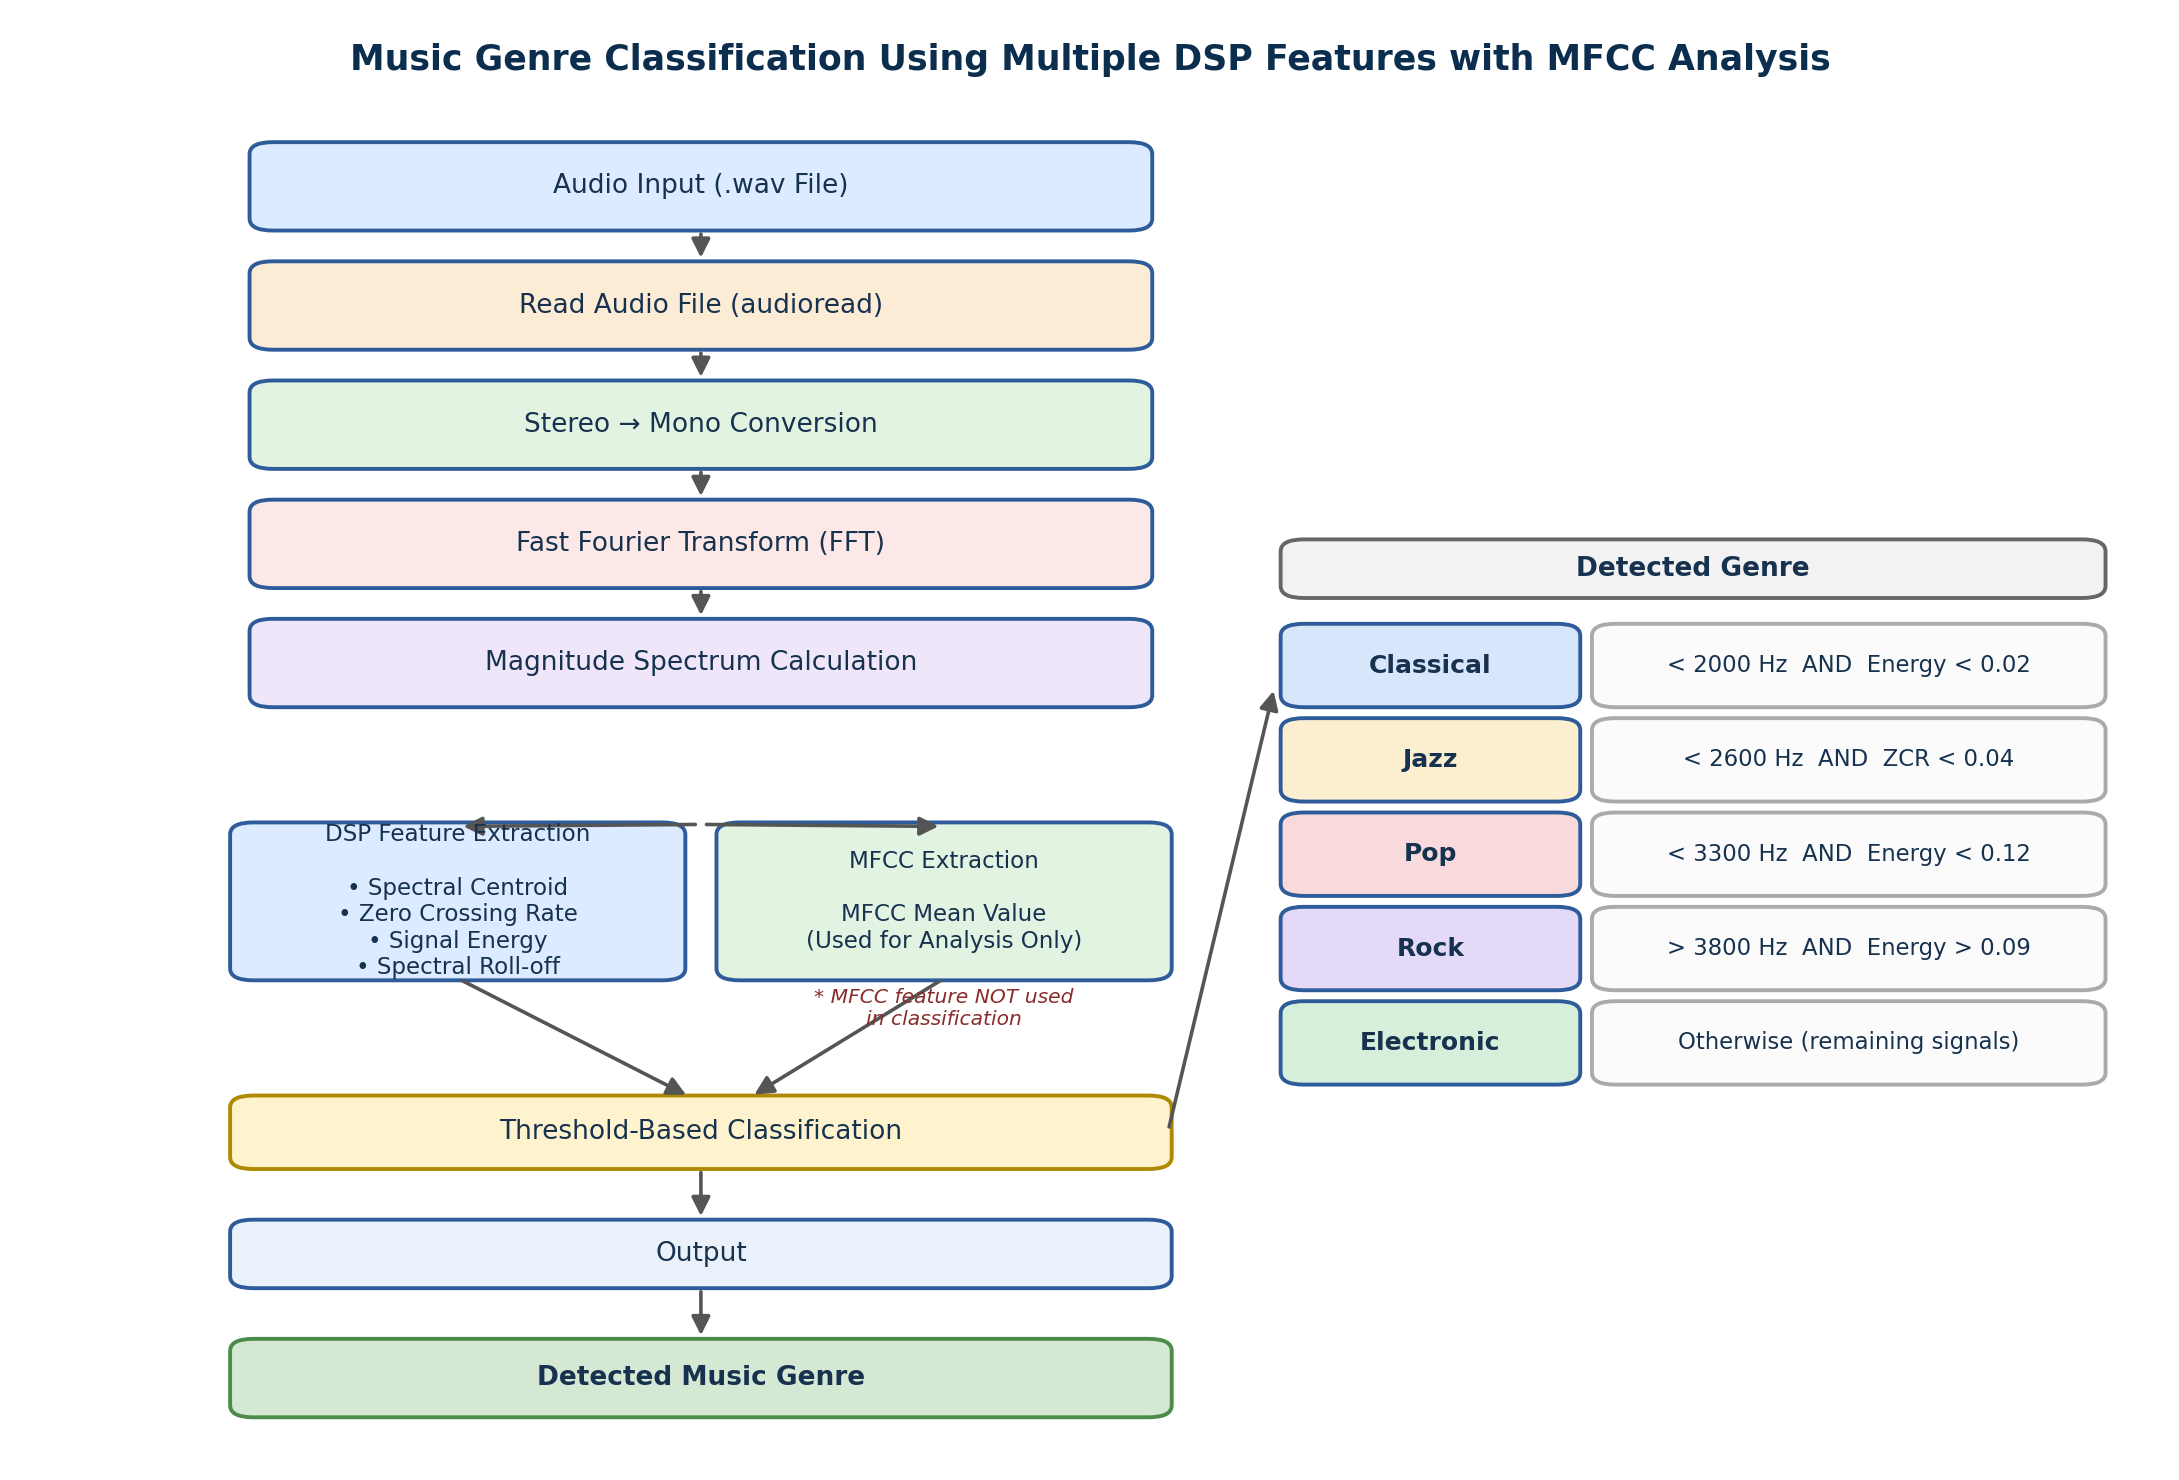 Music Genre Classification Using Multiple DSP Features with MFCC Analysis
Audio Input (.wav File)
Read Audio File (audioread)
Stereo → Mono Conversion
Fast Fourier Transform (FFT)
Magnitude Spectrum Calculation
DSP Feature Extraction
• Spectral Centroid
• Zero Crossing Rate
• Signal Energy
• Spectral Roll-off
MFCC Extraction
MFCC Mean Value
(Used for Analysis Only)
* MFCC feature NOT used
in classification
Threshold-Based Classification
Output
Detected Music Genre
Detected Genre
Classical
< 2000 Hz  AND  Energy < 0.02
Jazz
< 2600 Hz  AND  ZCR < 0.04
Pop
< 3300 Hz  AND  Energy < 0.12
Rock
> 3800 Hz  AND  Energy > 0.09
Electronic
Otherwise (remaining signals)